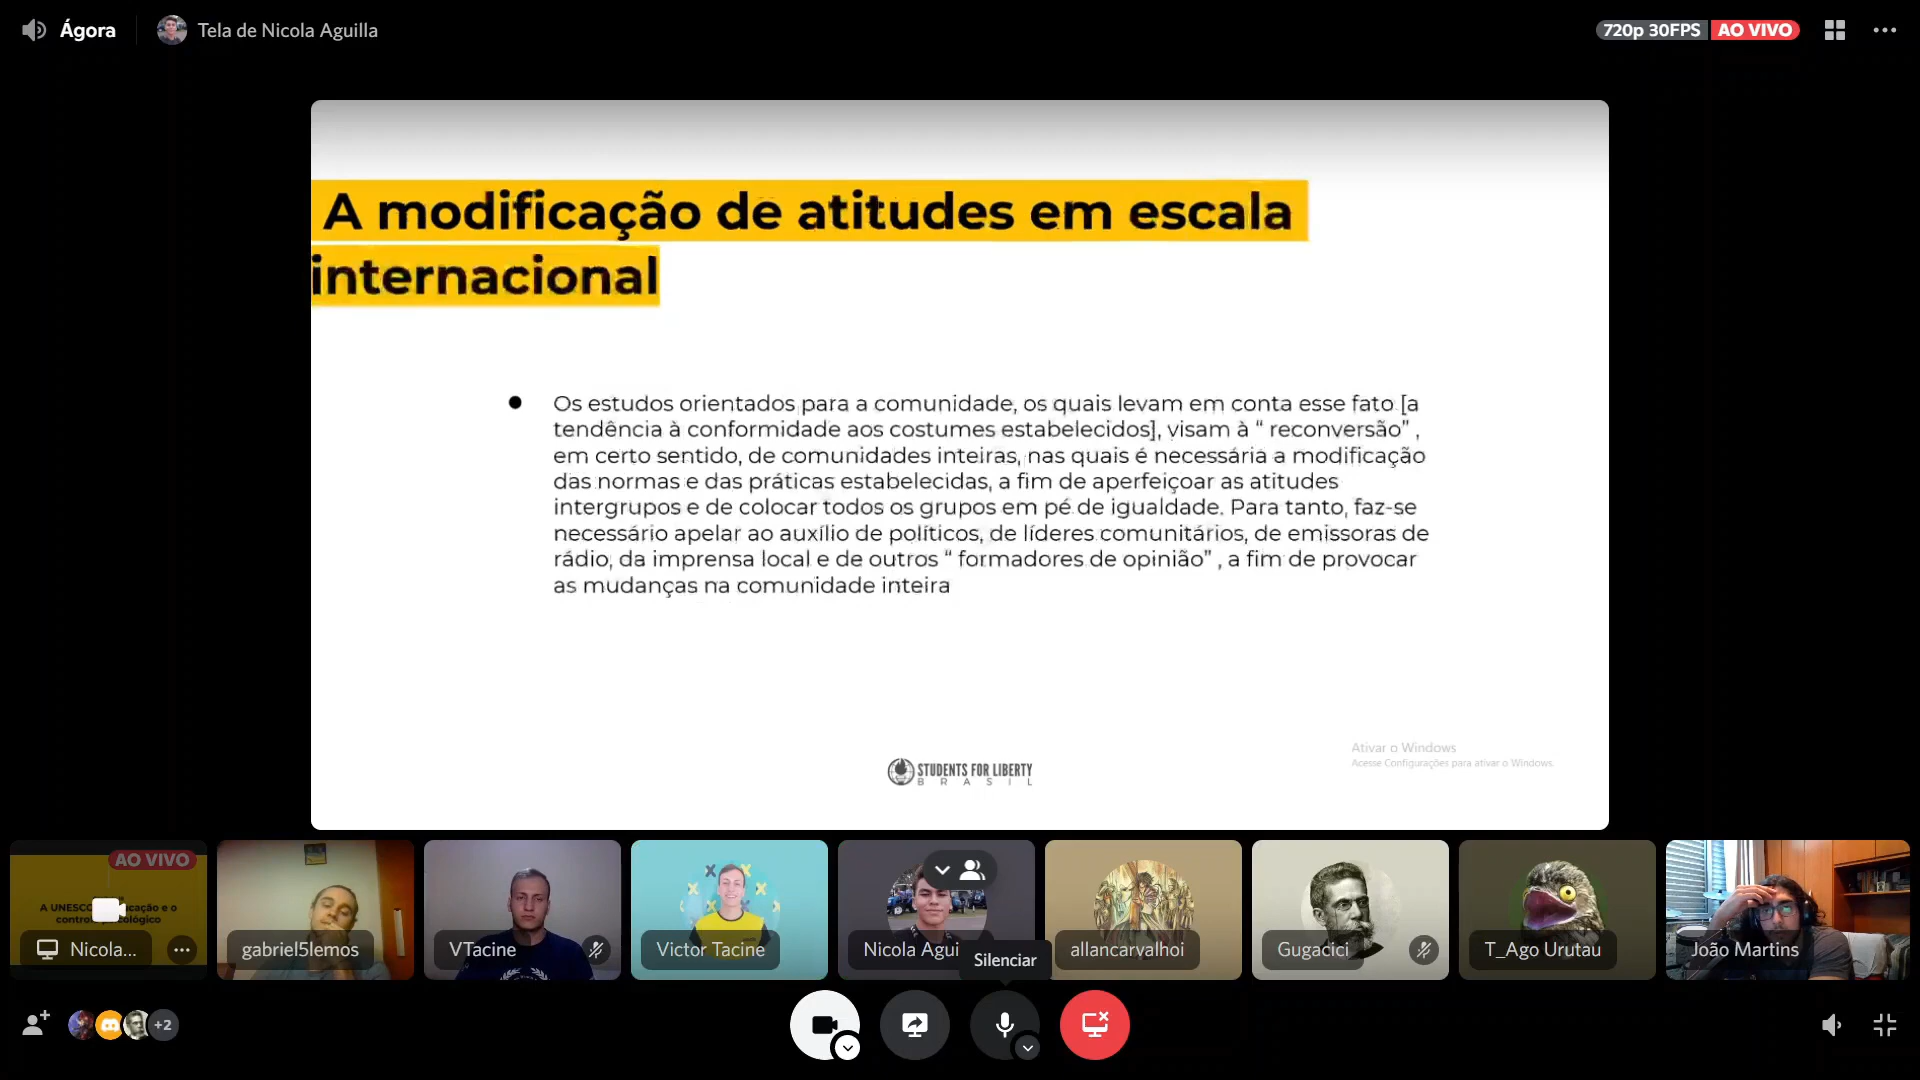 Ágora
Tela de Nicola Aguilla
720p 30FPS
AO VIVO
A modificação de atitudes em escala
internacional
Os estudos orientados para a comunidade, os quais levam em conta esse fato [a
tendência à conformidade aos costumes estabelecidos], visam à “ reconversão” ,
em certo sentido, de comunidades inteiras, nas quais é necessária a modificação
das normas e das práticas estabelecidas, a fim de aperfeiçoar as atitudes
intergrupos e de colocar todos os grupos em pé de igualdade. Para tanto, faz-se
necessário apelar ao auxílio de políticos, de líderes comunitários, de emissoras de
rádio, da imprensa local e de outros “ formadores de opinião” , a fim de provocar
as mudanças na comunidade inteira
STUDENTS FOR LIBERTY
BRASIL
Ativar o Windows
Acesse Configurações para ativar o Windows.
AO VIVO
A UNESCO
Nicola...
gabriel5lemos
VTacine
Victor Tacine
Nicola Agui
Silenciar
allancarvalhoi
Gugacici
T_Ago Urutau
João Martins
+2